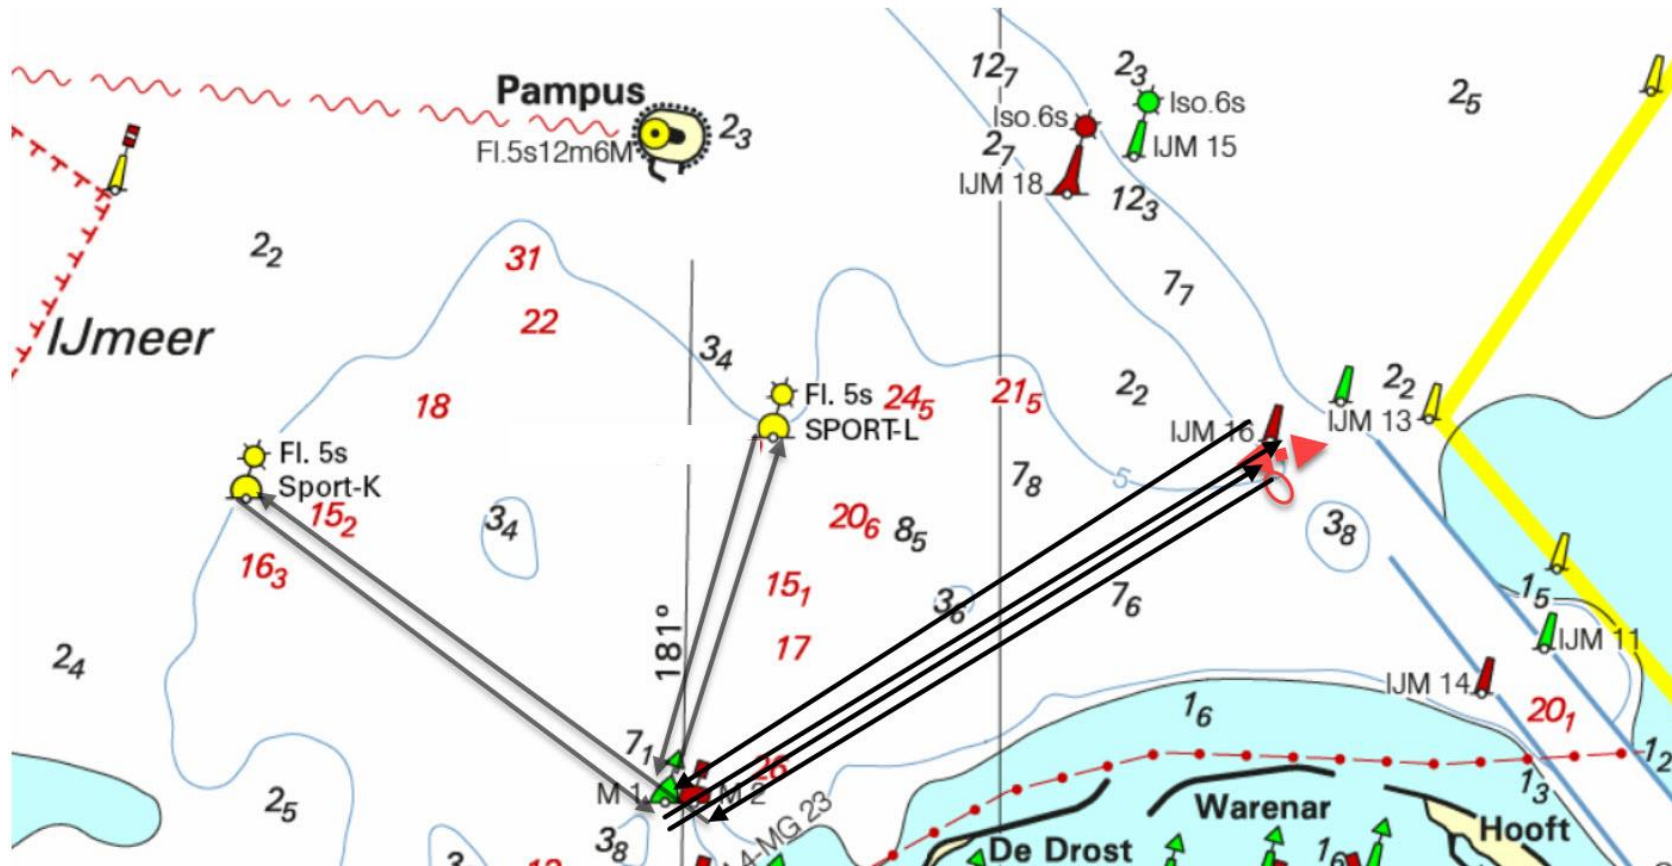 Pampus
Fl.5s12m6M
2₃
12₇
2₃
Iso.6s
Iso.6s
2₅
2₇
IJM 15
IJM 18
12₃
2₂
31
7₇
22
IJmeer
3₄
18
Fl. 5s
SPORT-L
24₅
21₅
2₂
2₂
IJM 13
IJM 16
Fl. 5s
Sport-K
15₂
3₄
7₈
5
20₆
8₅
3₈
16₃
15₁
3₆
7₆
1₅
181°
17
IJM 11
2₄
IJM 14
20₁
1₆
7₁
26
1₂
M 1
M 2
2₅
4-MG 23
1₃
Warenar
Hooft
3₈
De Drost
1₆